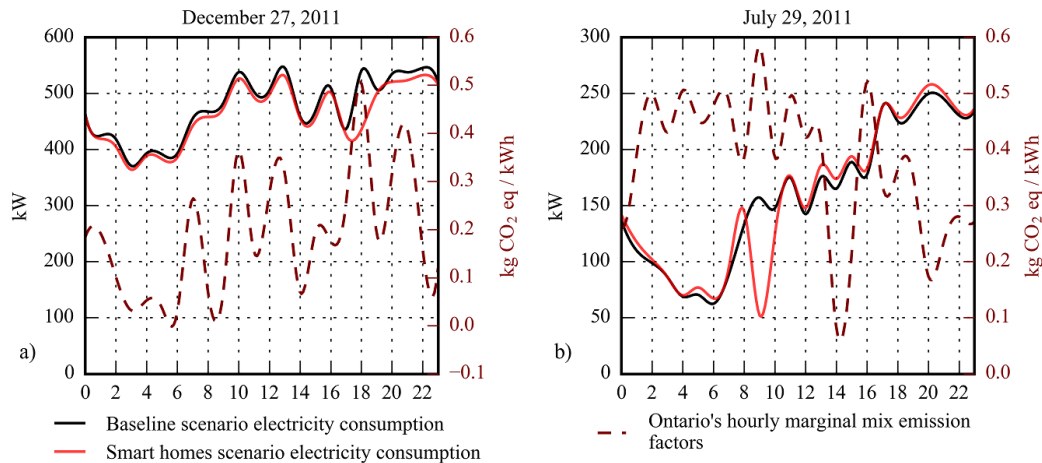 December 27, 2011
600
500
400
300
200
100
0
kW
0 2 4 6 8 10 12 14 16 18 20 22
0.6
0.5
0.4
0.3
0.2
0.1
0.0
−0.1
kg CO2 eq / kWh
a)
July 29, 2011
300
250
200
150
100
50
0
kW
0 2 4 6 8 10 12 14 16 18 20 22
0.6
0.5
0.4
0.3
0.2
0.1
0.0
kg CO2 eq / kWh
b)
Baseline scenario electricity consumption
Smart homes scenario electricity consumption
Ontario's hourly marginal mix emission
factors